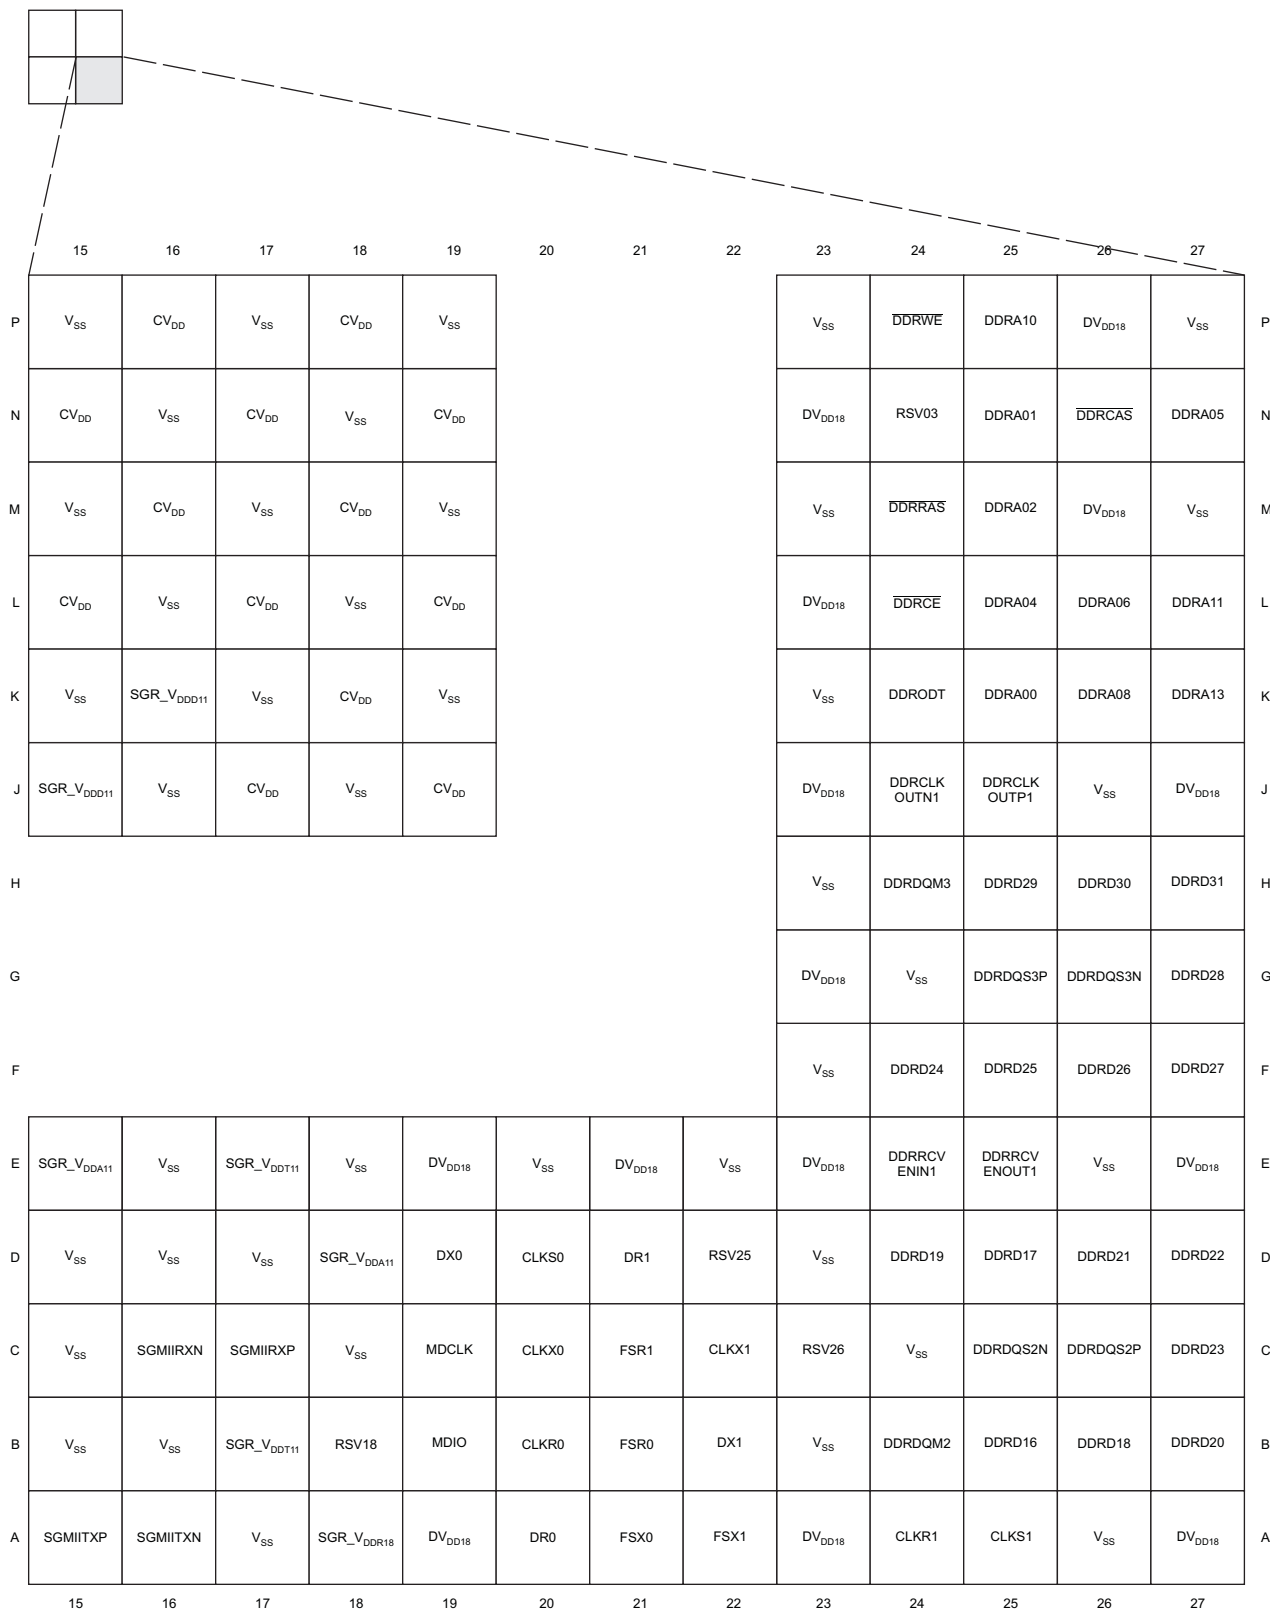 15 16 17 18 19 20 21 22 23 24 25 26 27
P VSS CVDD VSS CVDD VSS VSS DDRWE DDRA10 DVDD18 VSS P
N CVDD VSS CVDD VSS CVDD DVDD18 RSV03 DDRA01 DDRCAS DDRA05 N
M VSS CVDD VSS CVDD VSS VSS DDRRAS DDRA02 DVDD18 VSS M
L CVDD VSS CVDD VSS CVDD DVDD18 DDRCE DDRA04 DDRA06 DDRA11 L
K VSS SGR_VDDD11 VSS CVDD VSS VSS DDRODT DDRA00 DDRA08 DDRA13 K
J SGR_VDDD11 VSS CVDD VSS CVDD DVDD18 DDRCLK OUTN1 DDRCLK OUTP1 VSS DVDD18 J
H VSS DDRDQM3 DDRD29 DDRD30 DDRD31 H
G DVDD18 VSS DDRDQS3P DDRDQS3N DDRD28 G
F VSS DDRD24 DDRD25 DDRD26 DDRD27 F
E SGR_VDDA11 VSS SGR_VDDT11 VSS DVDD18 VSS DVDD18 VSS DVDD18 DDRRCV ENIN1 DDRRCV ENOUT1 VSS DVDD18 E
D VSS VSS VSS SGR_VDDA11 DX0 CLKS0 DR1 RSV25 VSS DDRD19 DDRD17 DDRD21 DDRD22 D
C VSS SGMIIRXN SGMIIRXP VSS MDCLK CLKX0 FSR1 CLKX1 RSV26 VSS DDRDQS2N DDRDQS2P DDRD23 C
B VSS VSS SGR_VDDT11 RSV18 MDIO CLKR0 FSR0 DX1 VSS DDRDQM2 DDRD16 DDRD18 DDRD20 B
A SGMIITXP SGMIITXN VSS SGR_VDDR18 DVDD18 DR0 FSX0 FSX1 DVDD18 CLKR1 CLKS1 VSS DVDD18 A
15 16 17 18 19 20 21 22 23 24 25 26 27